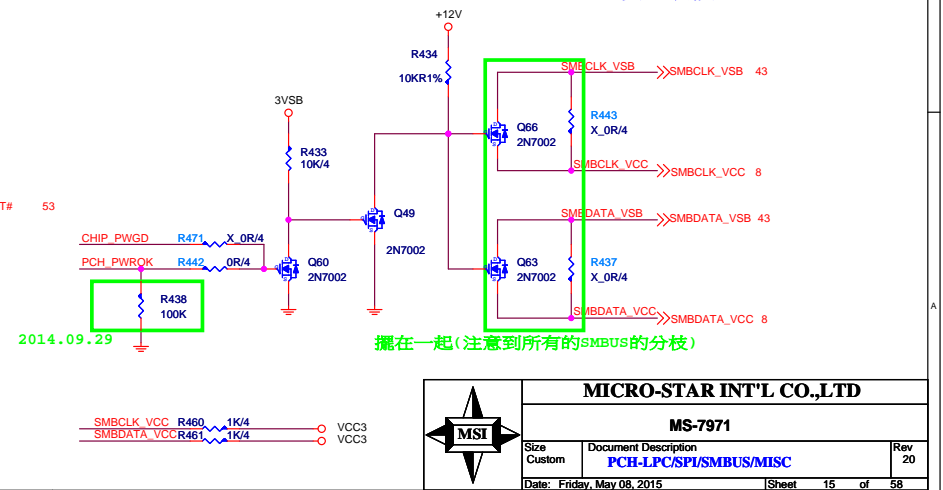 +12V
R434
10KR1%
SMBCLK_VSB
SMBCLK_VSB 43
3VSB
R443
X_0R/4
Q66
2N7002
R433
10K/4
SMBCLK_VCC
SMBCLK_VCC 8
T# 53
SMBDATA_VSB
SMBDATA_VSB 43
Q49
2N7002
CHIP_PWGD R471 X_0R/4
PCH_PWROK R442 0R/4
Q60
2N7002
Q63
2N7002
R437
X_0R/4
R438
100K
SMBDATA_VCC
SMBDATA_VCC 8
2014.09.29
擺在一起(注意到所有的SMBUS的分枝)
A
SMBCLK_VCC R460 1K/4 VCC3
SMBDATA_VCC R461 1K/4 VCC3
MSI
MICRO-STAR INT'L CO.,LTD
MS-7971
Size
Custom
Document Description
PCH-LPC/SPI/SMBUS/MISC
Rev
20
Date: Friday, May 08, 2015
Sheet 15 of 58